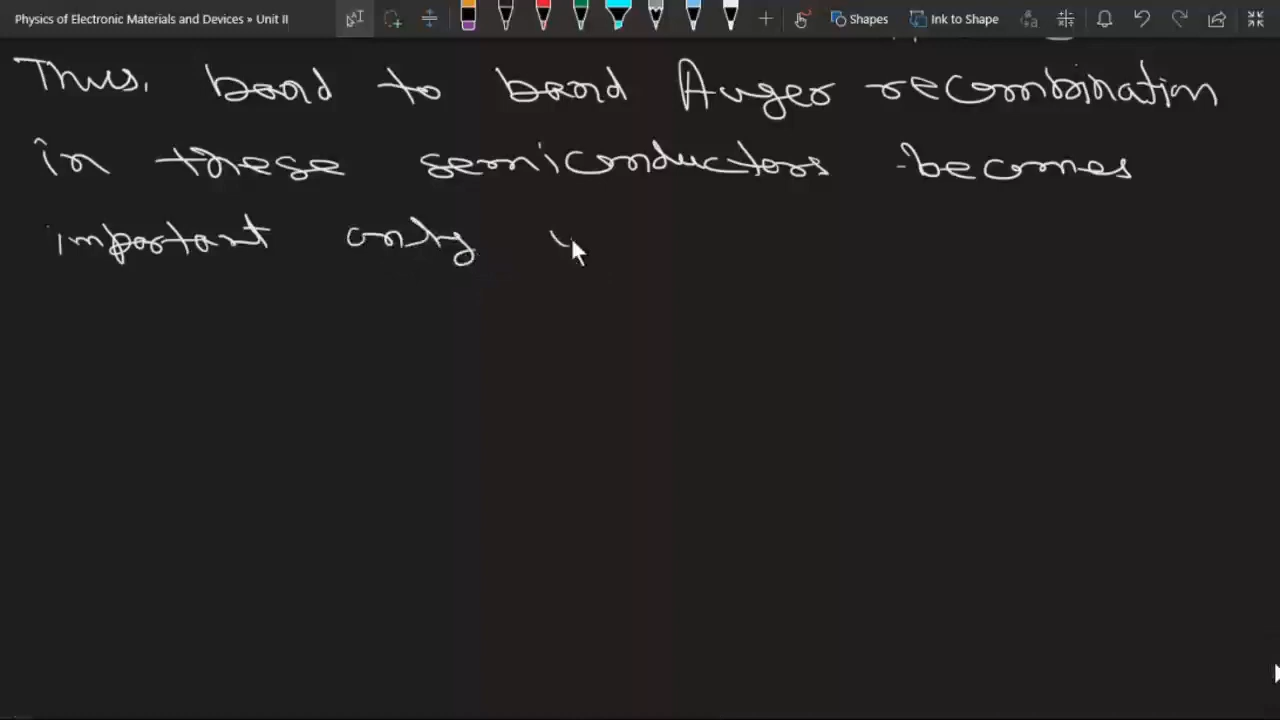 Physics of Electronic Materials and Devices » Unit II
Shapes
Ink to Shape
Thus, band to band Auger recombination
in these semiconductors becomes
important only